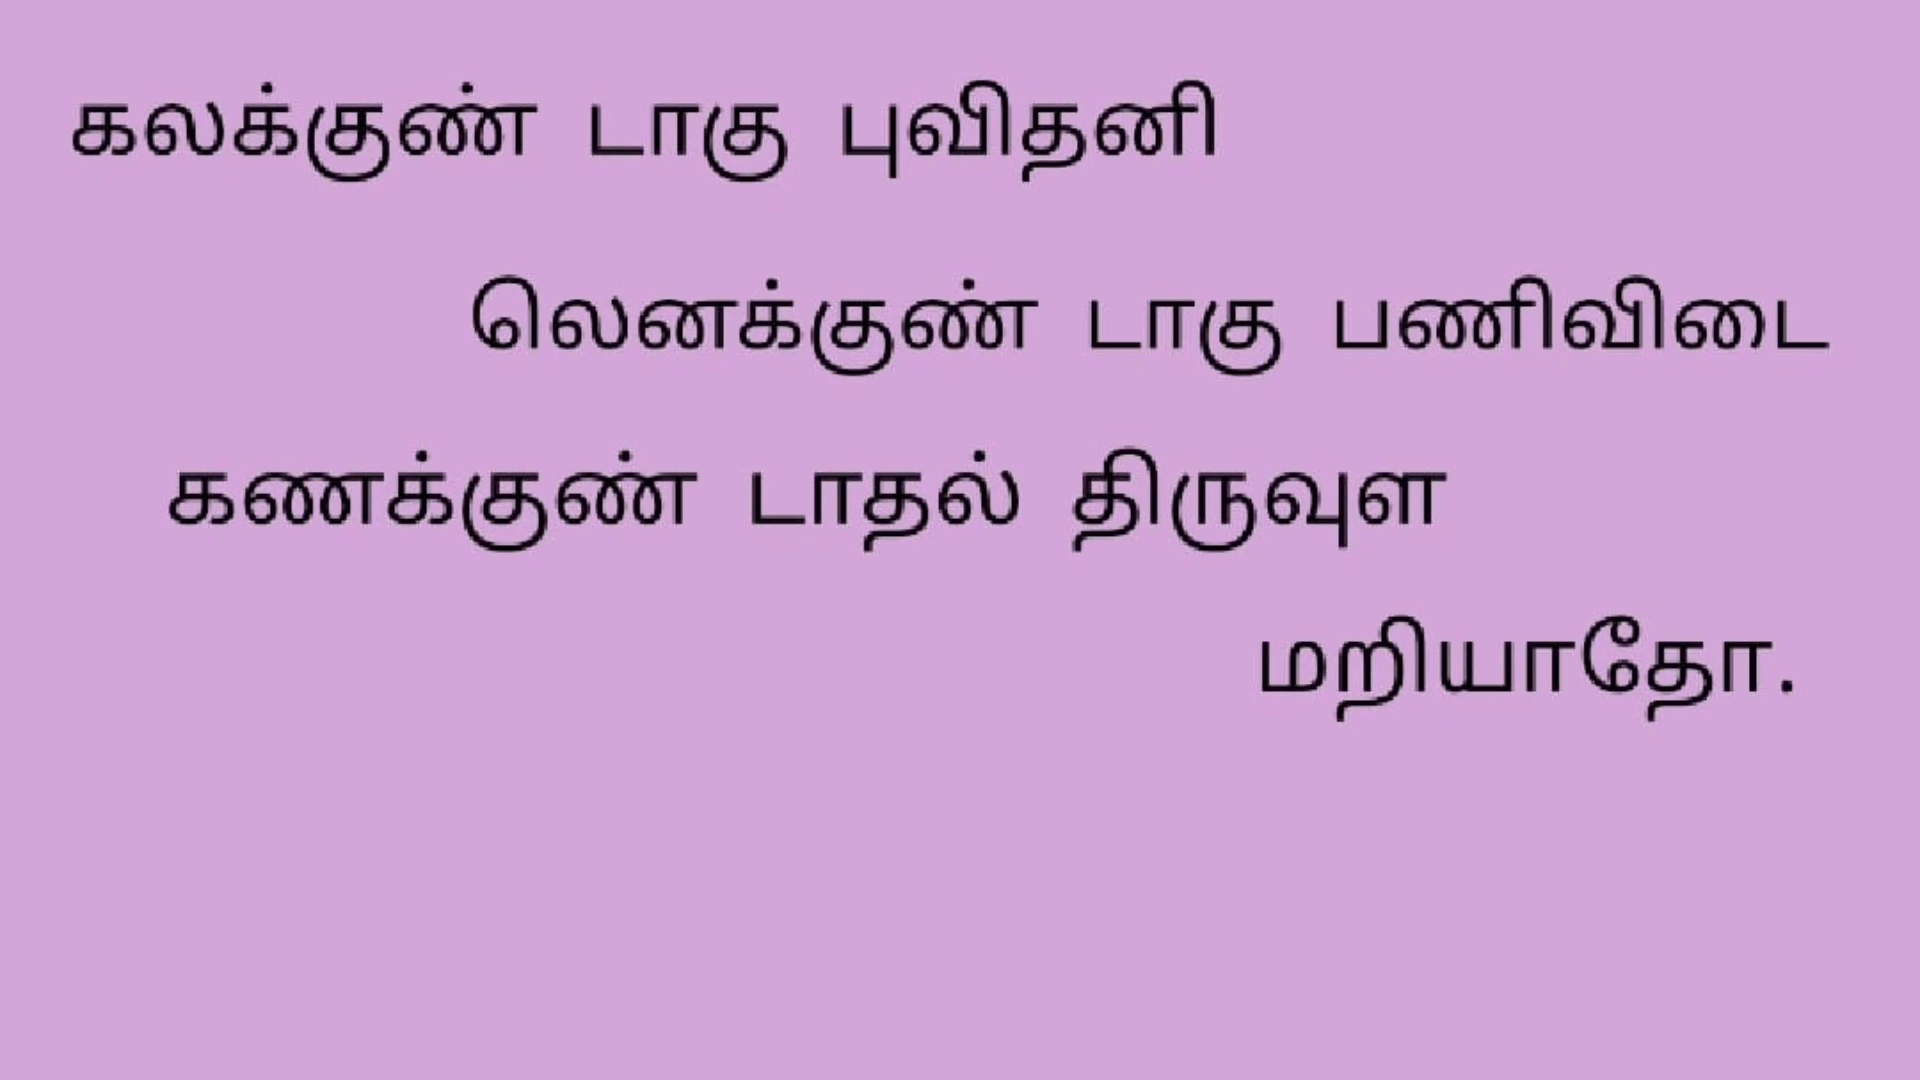 கலக்குண் டாகு புவிதனி
லெனக்குண் டாகு பணிவிடை
கணக்குண் டாதல் திருவுள
மறியாதோ.